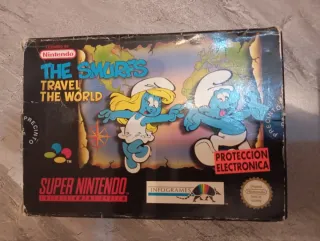 Nintendo
THE SMURFS
TRAVEL
THE WORLD
PRECINTO
PROTECCION
ELECTRONICA
SUPER NINTENDO
ENTERTAINMENT SYSTEM
INFOGRAMES